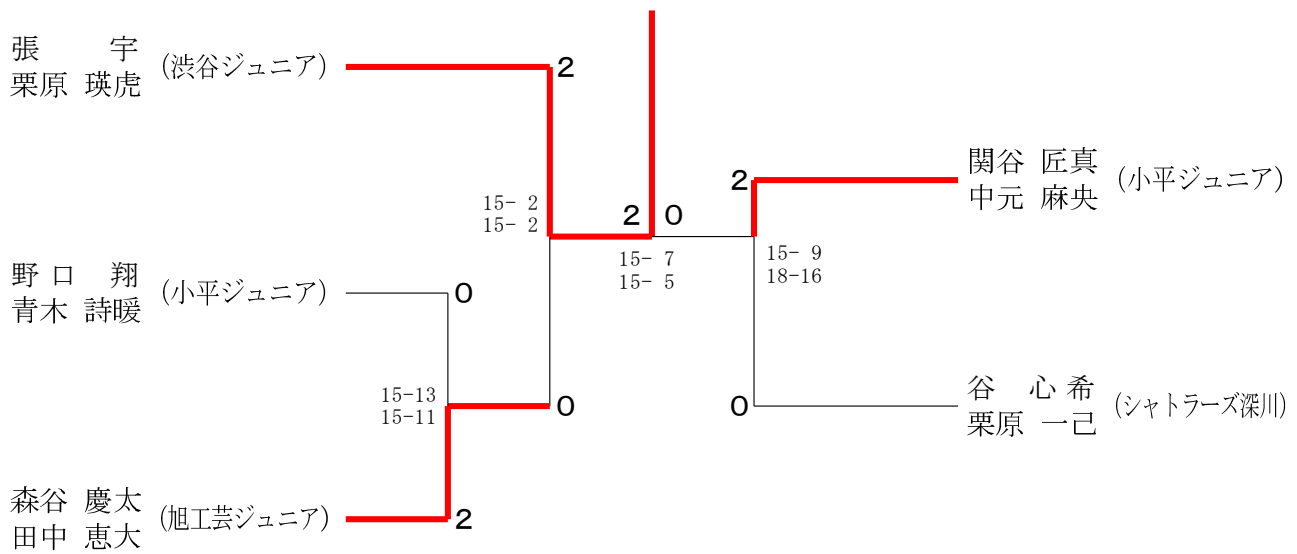 張 宇
栗原 瑛虎
(渋谷ジュニア)
2
15- 2
15- 2
野口 翔
青木 詩暖
(小平ジュニア)
0
15-13
15-11
0
森谷 慶太
田中 恵大
(旭工芸ジュニア)
2
2 0
15- 7
15- 5
関谷 匠真
中元 麻央
(小平ジュニア)
2
15- 9
18-16
谷 心希
栗原 一己
(シャトラーズ深川)
0